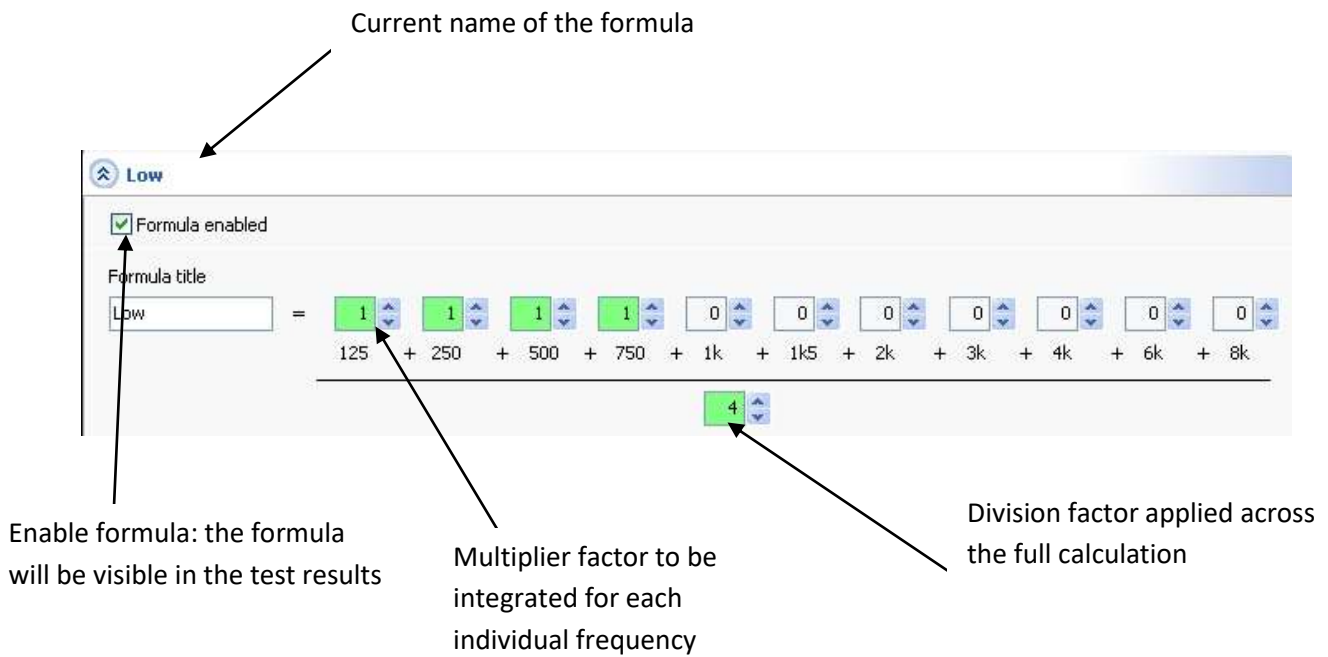 Current name of the formula
Low
Formula enabled
Formula title
Low = 1 1 1 1 0 0 0 0 0 0 0
125 + 250 + 500 + 750 + 1k + 1k5 + 2k + 3k + 4k + 6k + 8k
4
Enable formula: the formula
will be visible in the test results
Multiplier factor to be
integrated for each
individual frequency
Division factor applied across
the full calculation